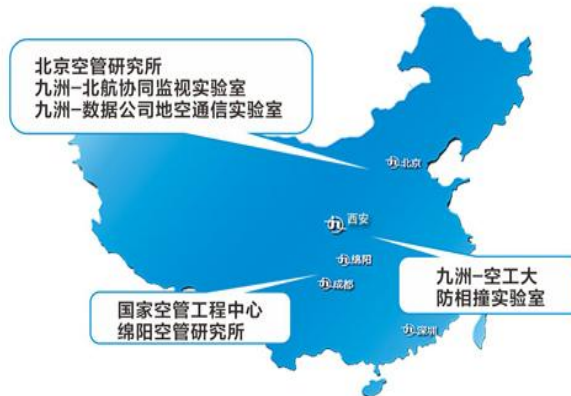 北京空管研究所
九洲-北航协同监视实验室
九洲-数据公司地空通信实验室
北京
西安
绵阳
成都
九洲-空工大
防相撞实验室
国家空管工程中心
绵阳空管研究所
深圳